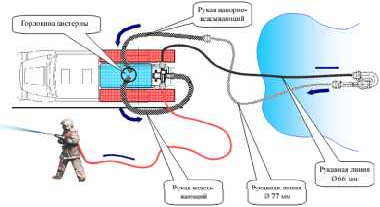 Рукав напорно-
всасывающий
Горловина цистерны
Рукавная линия
Ø66 мм
Рукав всасы-
вающий
Рукавная линия
Ø 77 мм